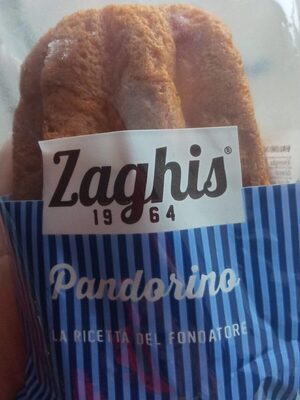 Zaghis®
1964
Pandorino
LA RICETTA DEL FONDATORE